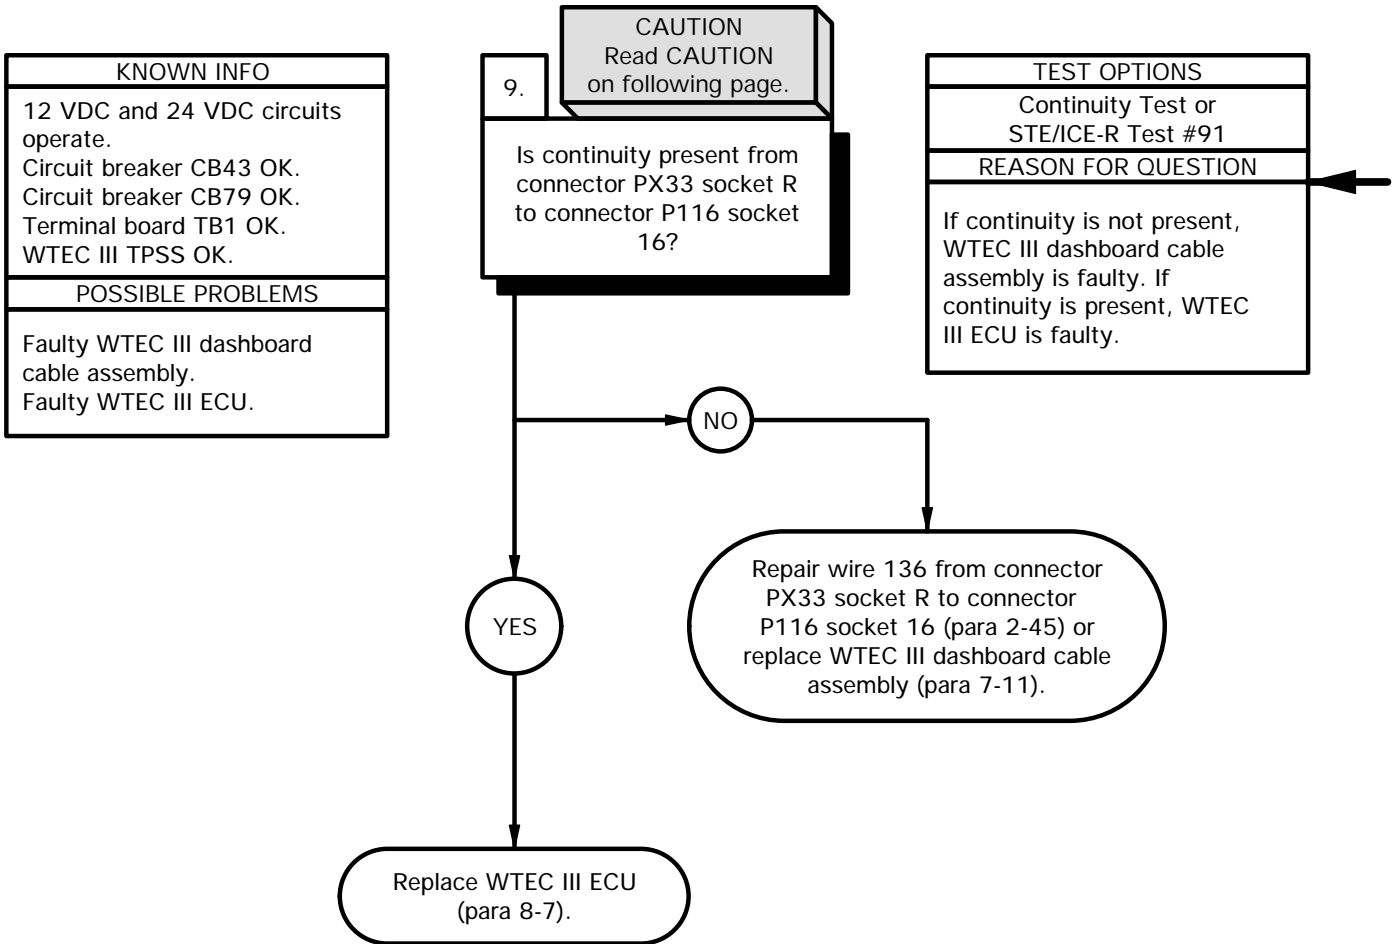 KNOWN INFO
12 VDC and 24 VDC circuits
operate.
Circuit breaker CB43 OK.
Circuit breaker CB79 OK.
Terminal board TB1 OK.
WTEC III TPSS OK.
POSSIBLE PROBLEMS
Faulty WTEC III dashboard
cable assembly.
Faulty WTEC III ECU.
CAUTION
Read CAUTION
on following page.
9.
Is continuity present from
connector PX33 socket R
to connector P116 socket
16?
TEST OPTIONS
Continuity Test or
STE/ICE-R Test #91
REASON FOR QUESTION
If continuity is not present,
WTEC III dashboard cable
assembly is faulty. If
continuity is present, WTEC
III ECU is faulty.
NO
YES
Repair wire 136 from connector
PX33 socket R to connector
P116 socket 16 (para 2-45) or
replace WTEC III dashboard cable
assembly (para 7-11).
Replace WTEC III ECU
(para 8-7).